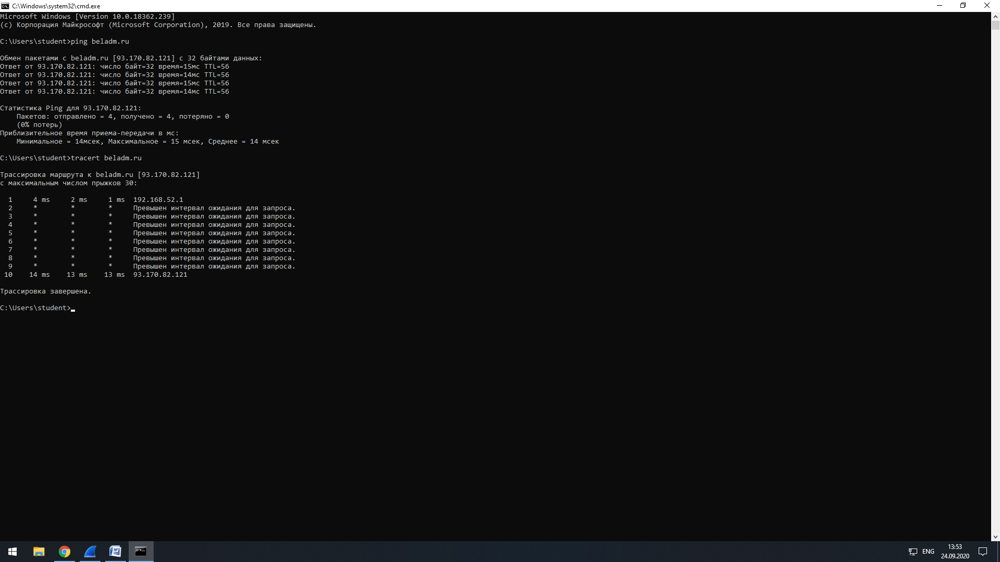 C:\Windows\system32\cmd.exe
Microsoft Windows [Version 10.0.18362.239]
(c) Корпорация Майкрософт (Microsoft Corporation), 2019. Все права защищены.
C:\Users\student>ping beladm.ru
Обмен пакетами с beladm.ru [93.170.82.121] с 32 байтами данных:
Ответ от 93.170.82.121: число байт=32 время=15мс TTL=56
Ответ от 93.170.82.121: число байт=32 время=14мс TTL=56
Ответ от 93.170.82.121: число байт=32 время=15мс TTL=56
Ответ от 93.170.82.121: число байт=32 время=14мс TTL=56
Статистика Ping для 93.170.82.121:
    Пакетов: отправлено = 4, получено = 4, потеряно = 0
    (0% потерь)
Приблизительное время приема-передачи в мс:
    Минимальное = 14мсек, Максимальное = 15 мсек, Среднее = 14 мсек
C:\Users\student>tracert beladm.ru
Трассировка маршрута к beladm.ru [93.170.82.121]
с максимальным числом прыжков 30:
  1     4 ms     2 ms     1 ms  192.168.52.1
  2     *        *        *     Превышен интервал ожидания для запроса.
  3     *        *        *     Превышен интервал ожидания для запроса.
  4     *        *        *     Превышен интервал ожидания для запроса.
  5     *        *        *     Превышен интервал ожидания для запроса.
  6     *        *        *     Превышен интервал ожидания для запроса.
  7     *        *        *     Превышен интервал ожидания для запроса.
  8     *        *        *     Превышен интервал ожидания для запроса.
  9     *        *        *     Превышен интервал ожидания для запроса.
 10    14 ms    13 ms    13 ms  93.170.82.121
Трассировка завершена.
C:\Users\student>
ENG
13:53
24.09.2020